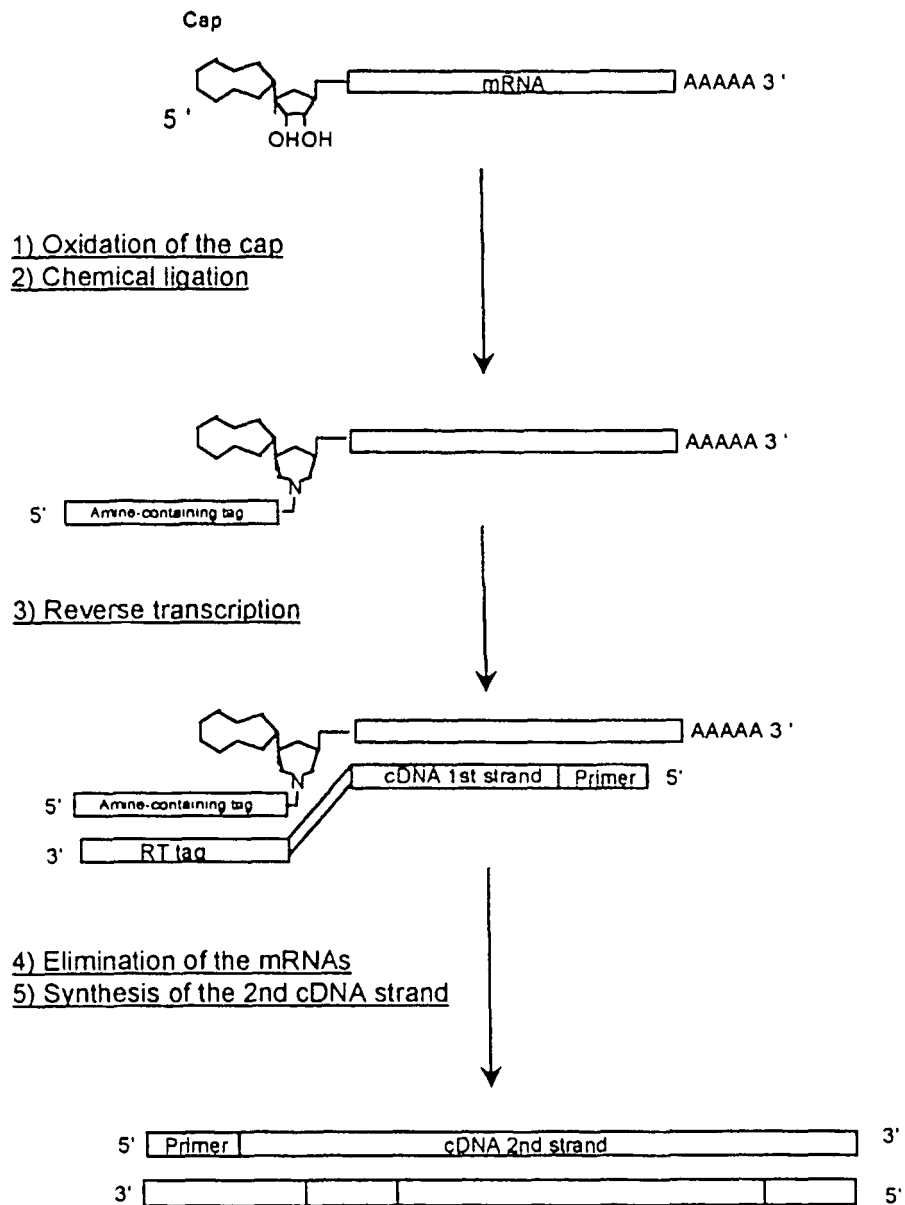 Cap
mRNA AAAAA 3 '
5 '
OHOH
1) Oxidation of the cap
2) Chemical ligation
AAAAA 3 '
N
5' Amine-containing tag
3) Reverse transcription
AAAAA 3 '
cDNA 1st strand Primer 5'
N
5' Amine-containing tag
3' RT tag
4) Elimination of the mRNAs
5) Synthesis of the 2nd cDNA strand
5' Primer cDNA 2nd strand 3'
3' 5'